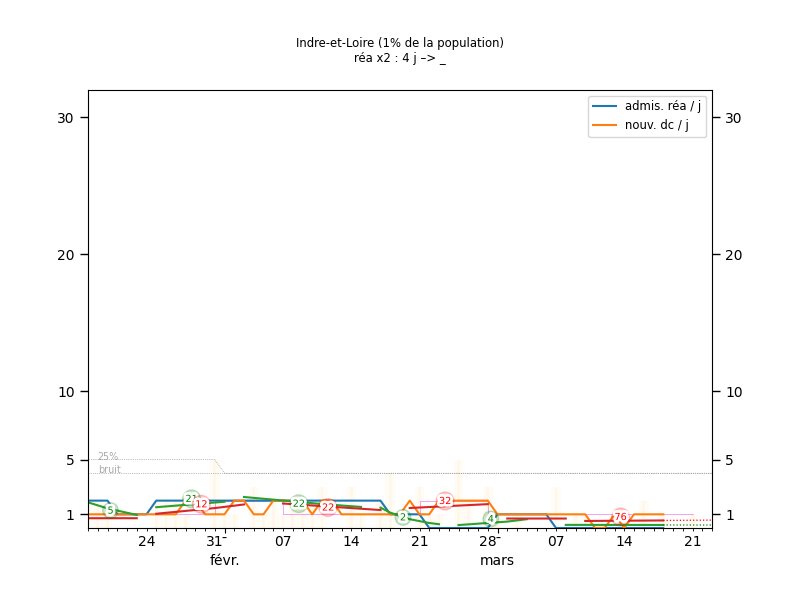 Indre-et-Loire (1% de la population)
réa x2 : 4 j –> _
admis. réa / j
nouv. dc / j
30 30
20 20
10 10
5 5
1 1
25%
bruit
5 12 22 22 2 32 4 76
24 31 07 14 21 28 07 14 21
févr. mars